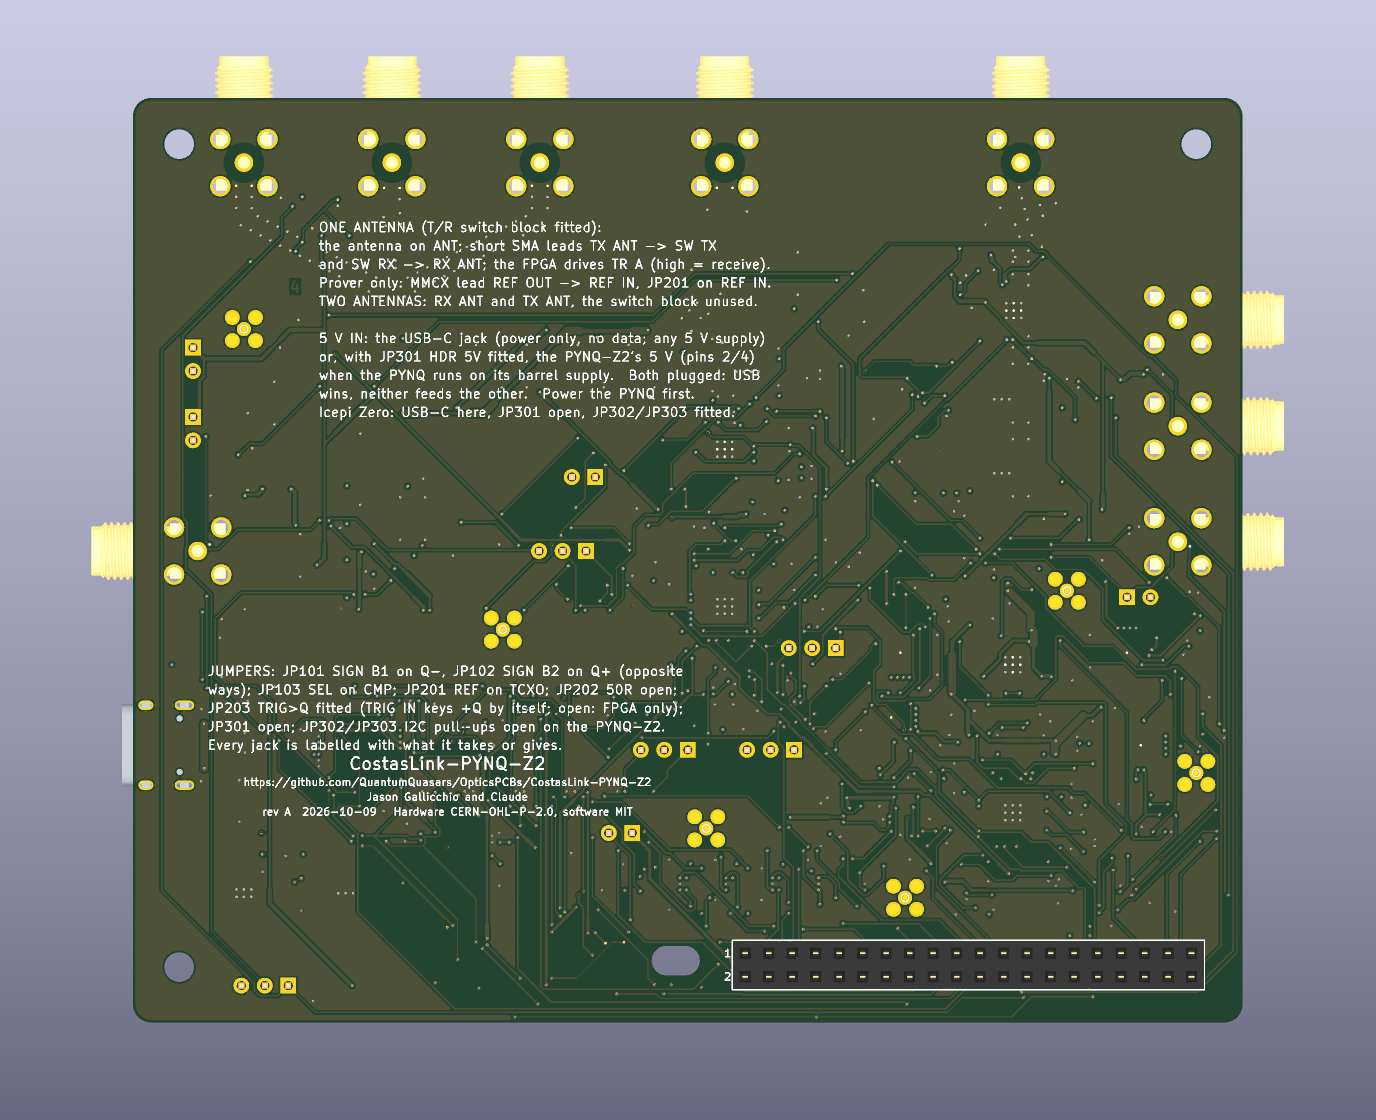 ONE ANTENNA (T/R switch block fitted):
the antenna on ANT; short SMA leads TX ANT -> SW TX
and SW RX -> RX ANT; the FPGA drives TR A (high = receive).
Prover only: MMCX lead REF OUT -> REF IN, JP201 on REF IN.
TWO ANTENNAS: RX ANT and TX ANT, the switch block unused.
4
5 V IN: the USB-C jack (power only, no data; any 5 V supply)
or, with JP301 HDR 5V fitted, the PYNQ-Z2's 5 V (pins 2/4)
when the PYNQ runs on its barrel supply. Both plugged: USB
wins, neither feeds the other. Power the PYNQ first.
Icepi Zero: USB-C here, JP301 open, JP302/JP303 fitted.
JUMPERS: JP101 SIGN B1 on Q-, JP102 SIGN B2 on Q+ (opposite
ways); JP103 SEL on CMP; JP201 REF on TCXO; JP202 50R open;
JP203 TRIG>Q fitted (TRIG IN keys +Q by itself; open: FPGA only);
JP301 open; JP302/JP303 I2C pull-ups open on the PYNQ-Z2.
Every jack is labelled with what it takes or gives.
CostasLink-PYNQ-Z2
https://github.com/QuantumQuasars/OpticsPCBs/CostasLink-PYNQ-Z2
Jason Gallicchio and Claude
rev A 2026-10-09 Hardware CERN-OHL-P-2.0, software MIT
1
2